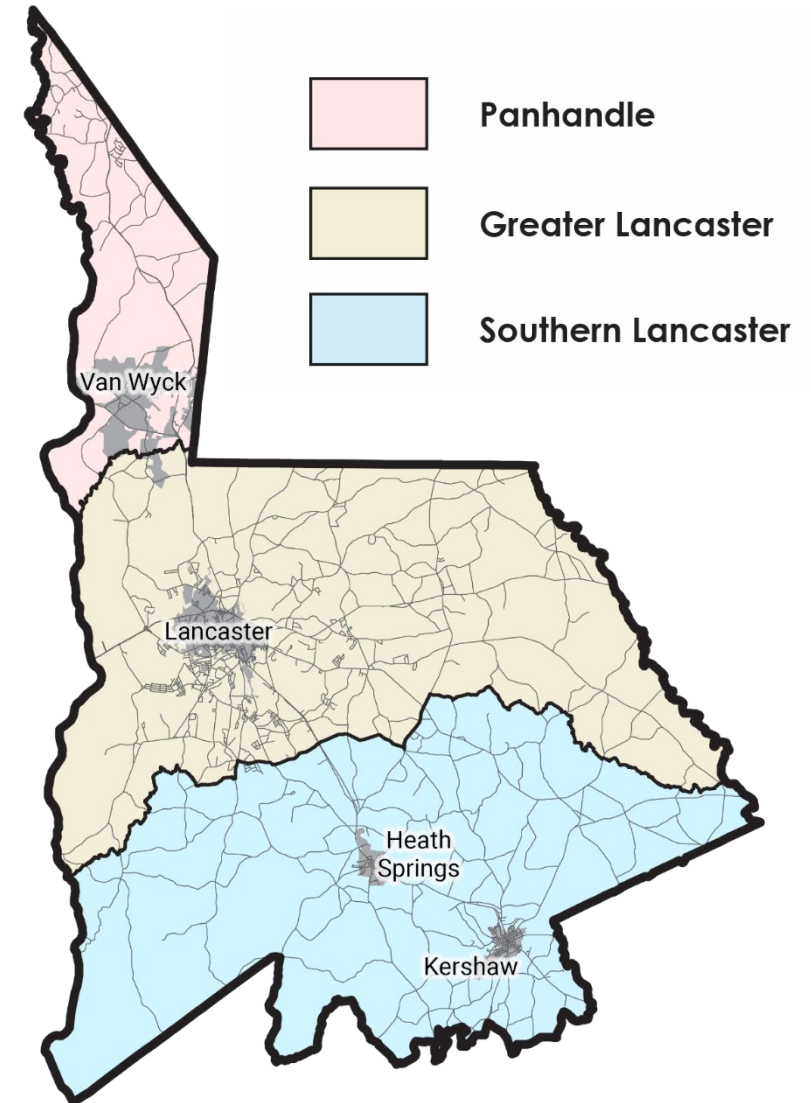 Panhandle
Greater Lancaster
Southern Lancaster
Van Wyck
Lancaster
Heath
Springs
Kershaw